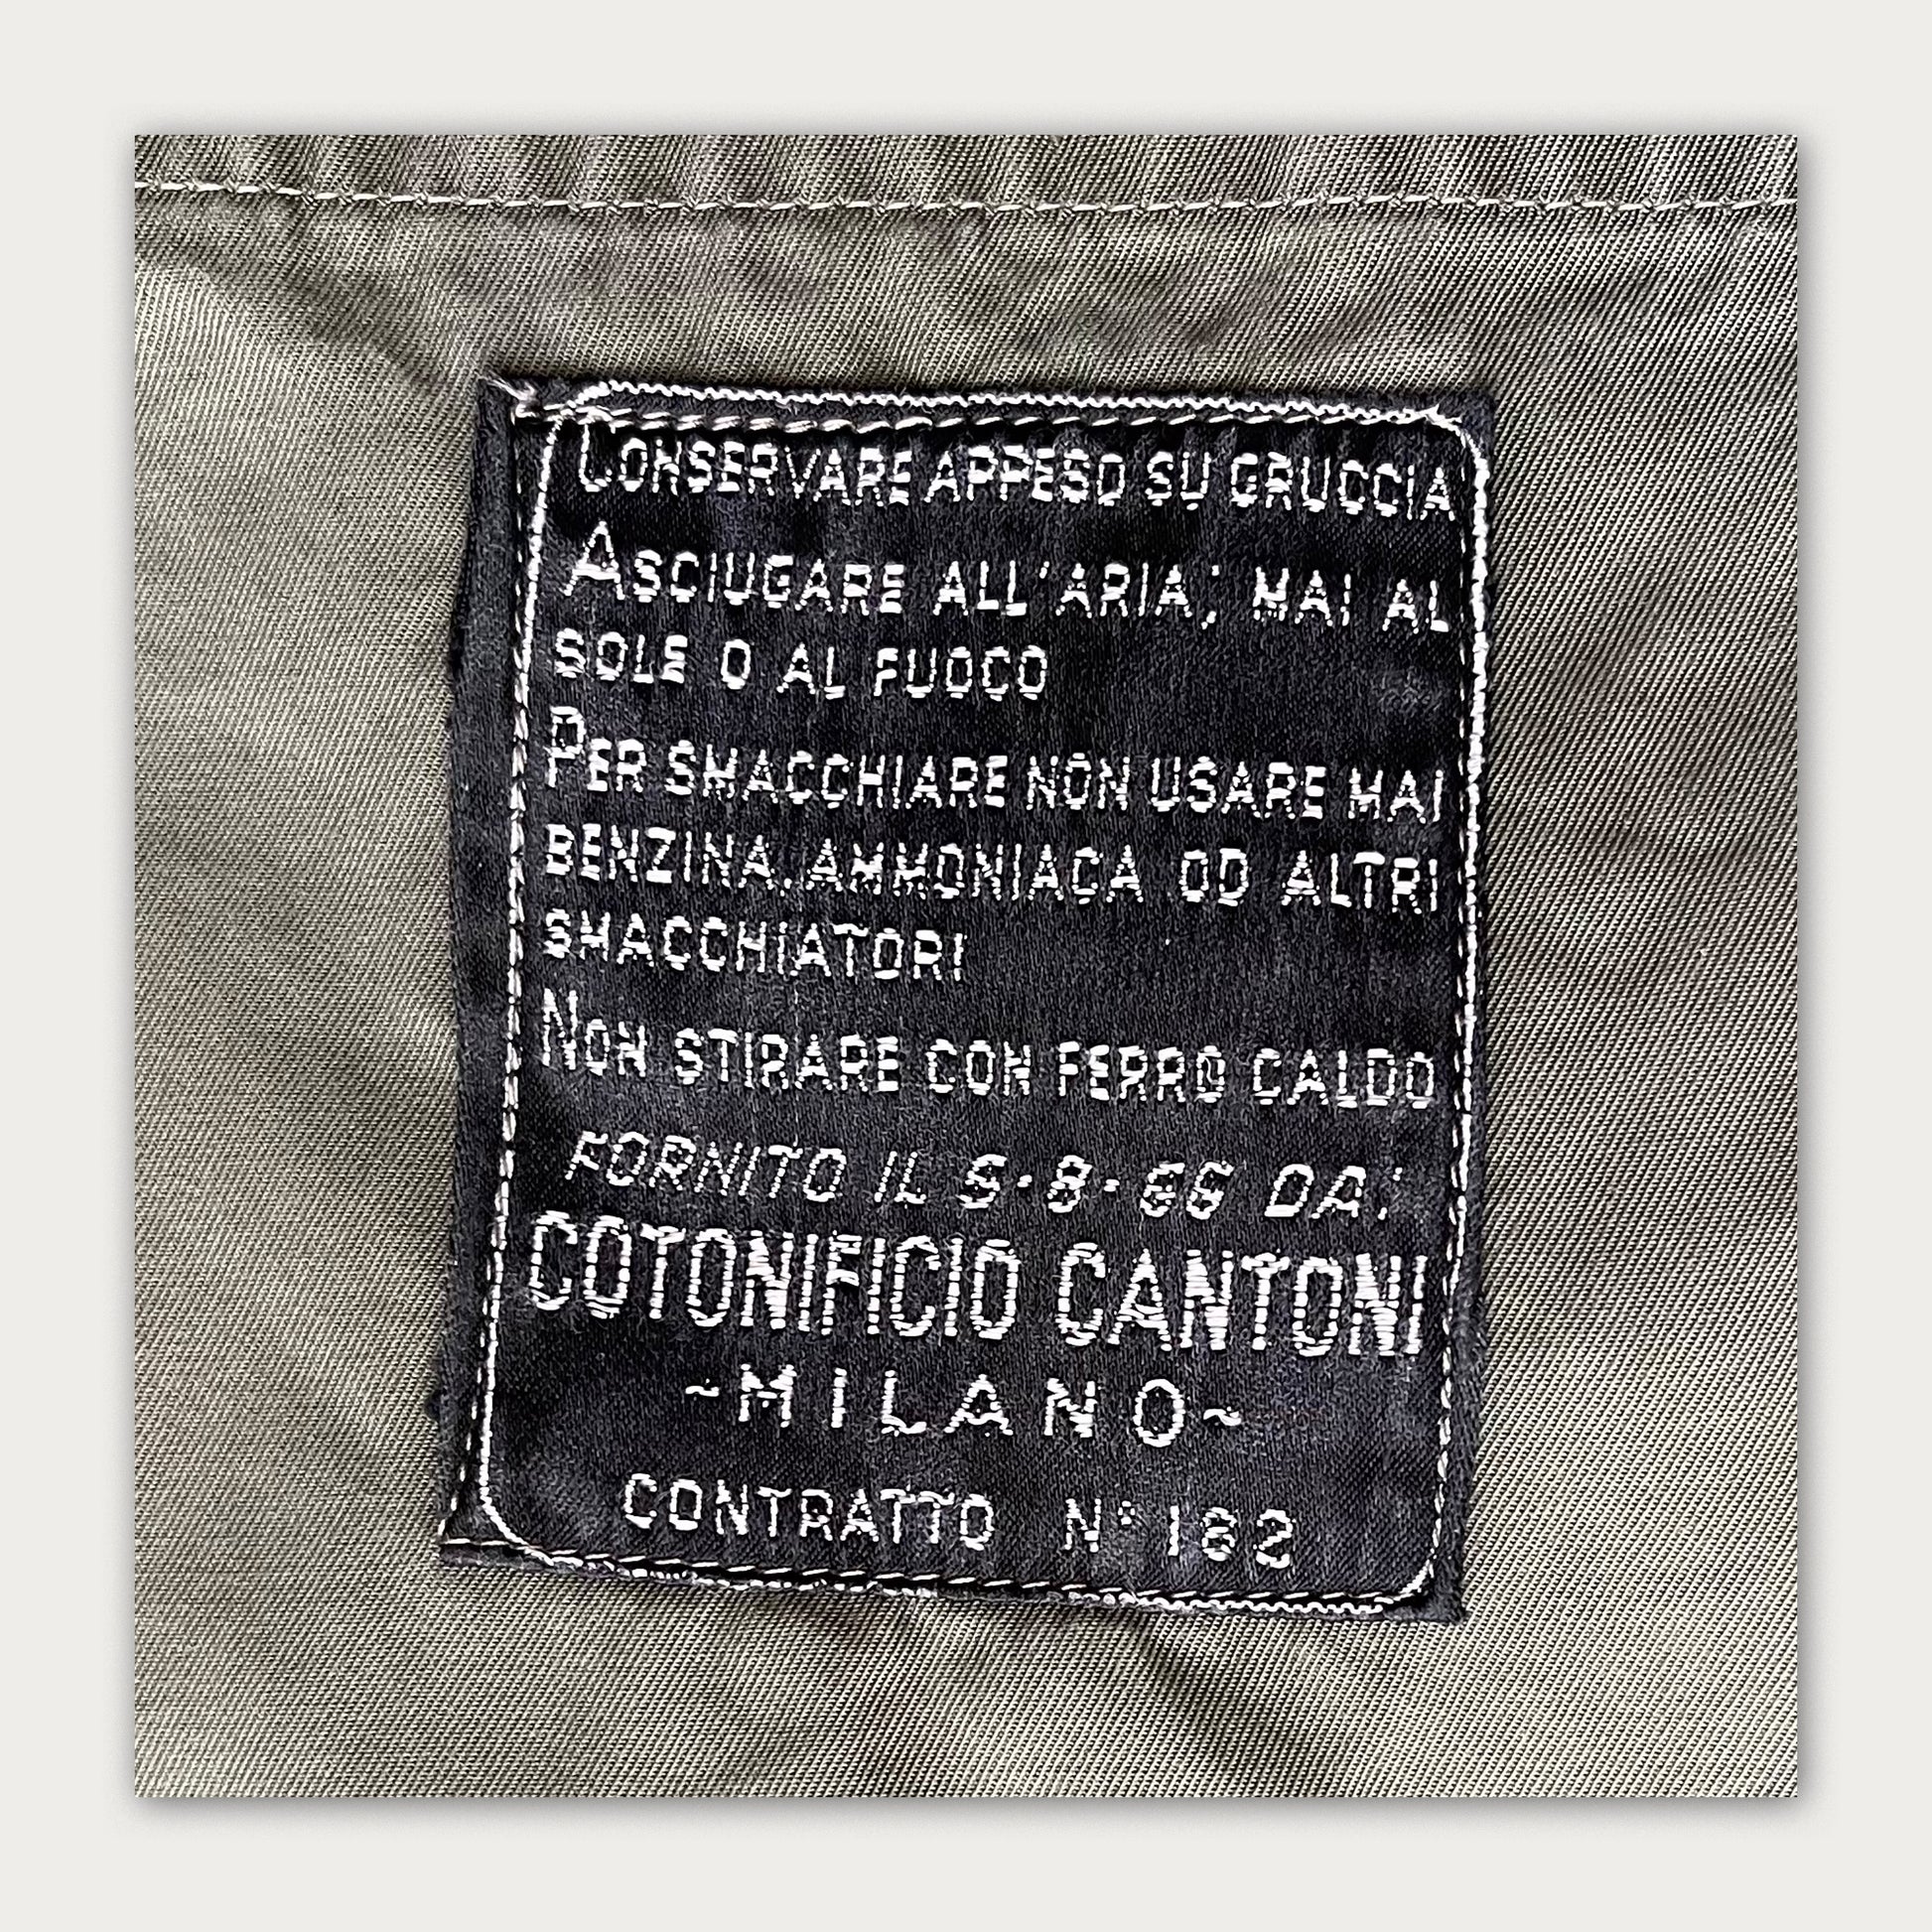 CONSERVARE APPESO SU GRUCCIA
ASCIUGARE ALL'ARIA; MAI AL
SOLE O AL FUOCO
PER SMACCHIARE NON USARE MAI
BENZINA, AMMONIACA OD ALTRI
SMACCHIATORI
NON STIRARE CON FERRO CALDO
FORNITO IL 5·8·66 DA:
COTONIFICIO CANTONI
~MILANO~
CONTRATTO N° 162